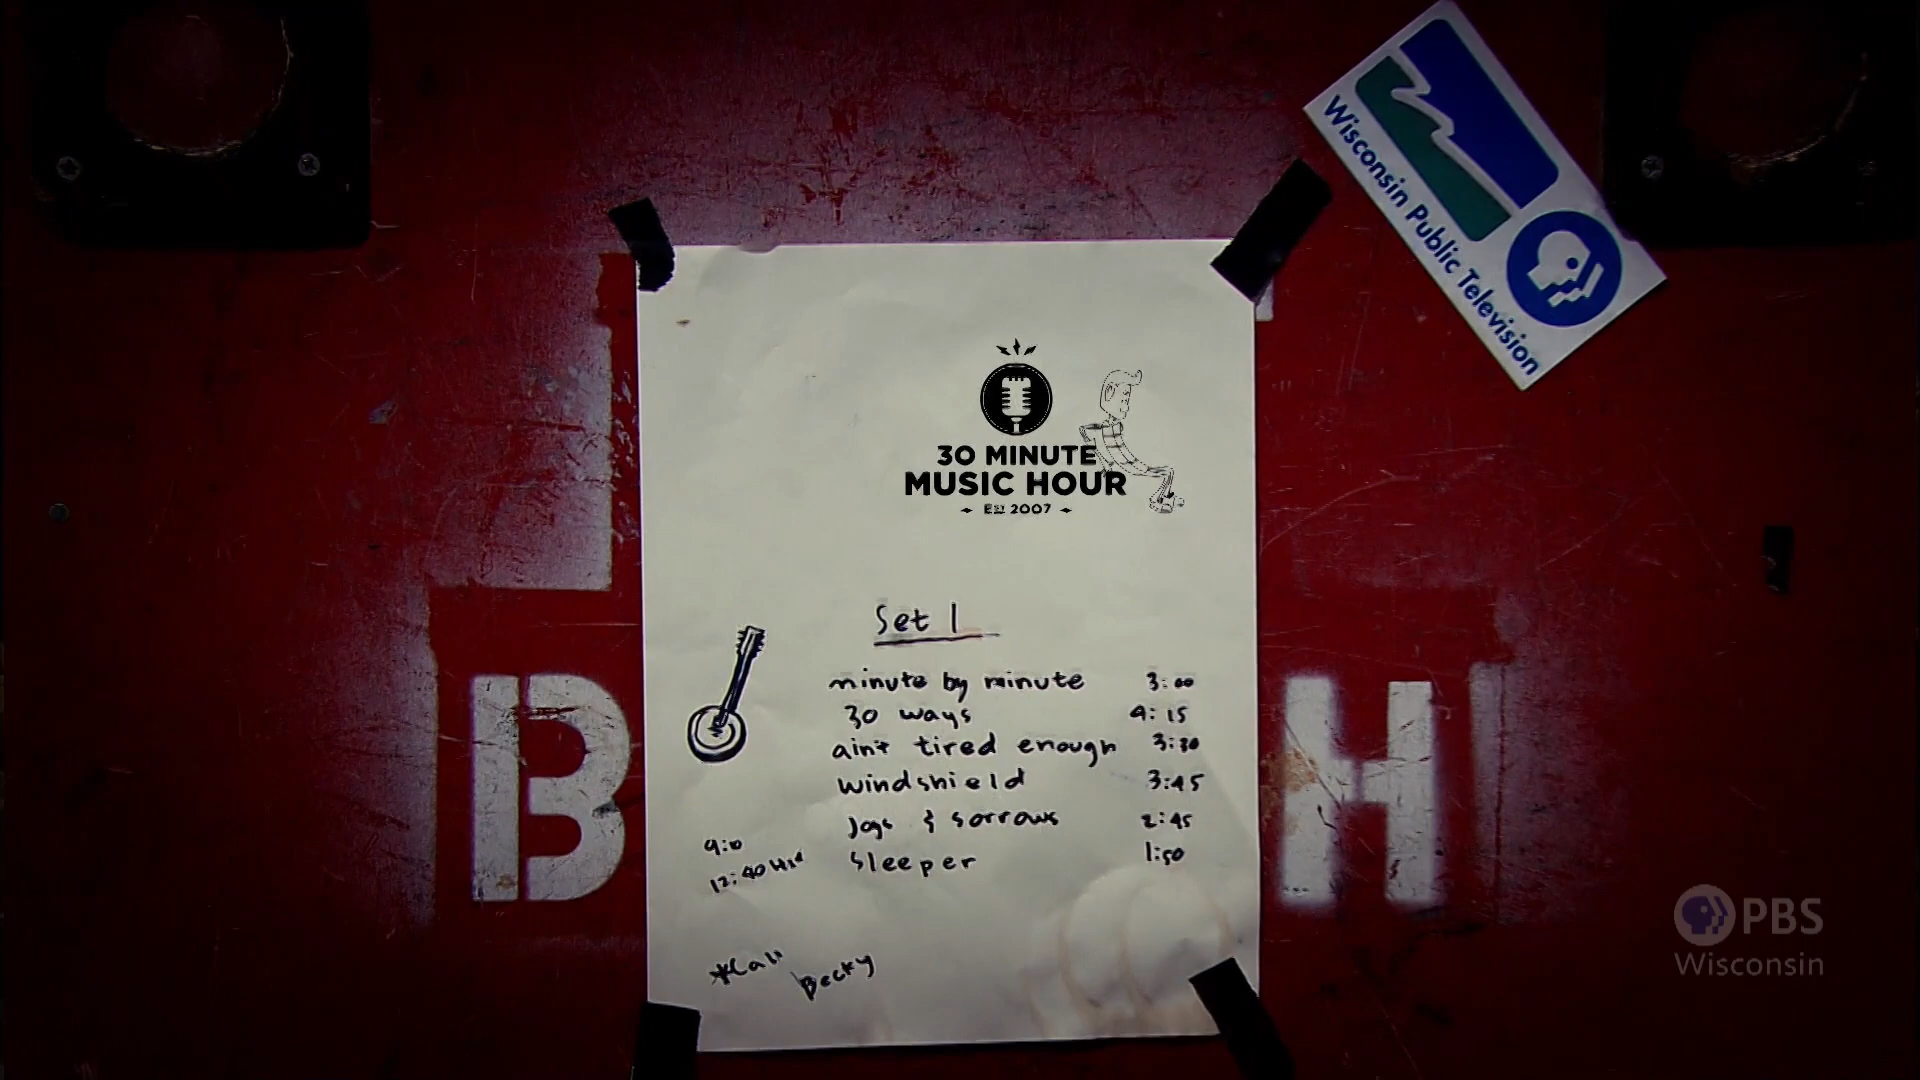 Wisconsin Public Television
30 MINUTE
MUSIC HOUR
EST 2007
Set 1
minute by minute 3:00
30 ways 4:15
ain't tired enough 3:30
windshield 3:45
Joys & sorrows 2:45
Sleeper 1:50
12:40
*Call
Becky
B H
PBS
Wisconsin